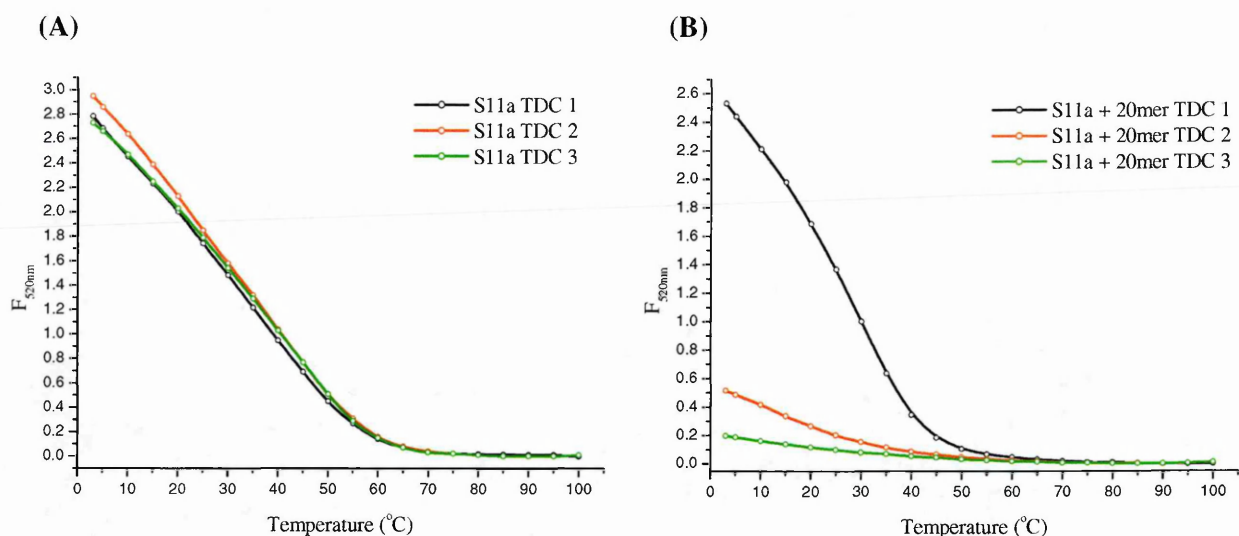 (A)
S11a TDC 1
S11a TDC 2
S11a TDC 3
F520nm
3.0
2.8
2.6
2.4
2.2
2.0
1.8
1.6
1.4
1.2
1.0
0.8
0.6
0.4
0.2
0.0
0 10 20 30 40 50 60 70 80 90 100
Temperature (°C)
(B)
S11a + 20mer TDC 1
S11a + 20mer TDC 2
S11a + 20mer TDC 3
F520nm
2.6
2.4
2.2
2.0
1.8
1.6
1.4
1.2
1.0
0.8
0.6
0.4
0.2
0.0
0 10 20 30 40 50 60 70 80 90 100
Temperature (°C)